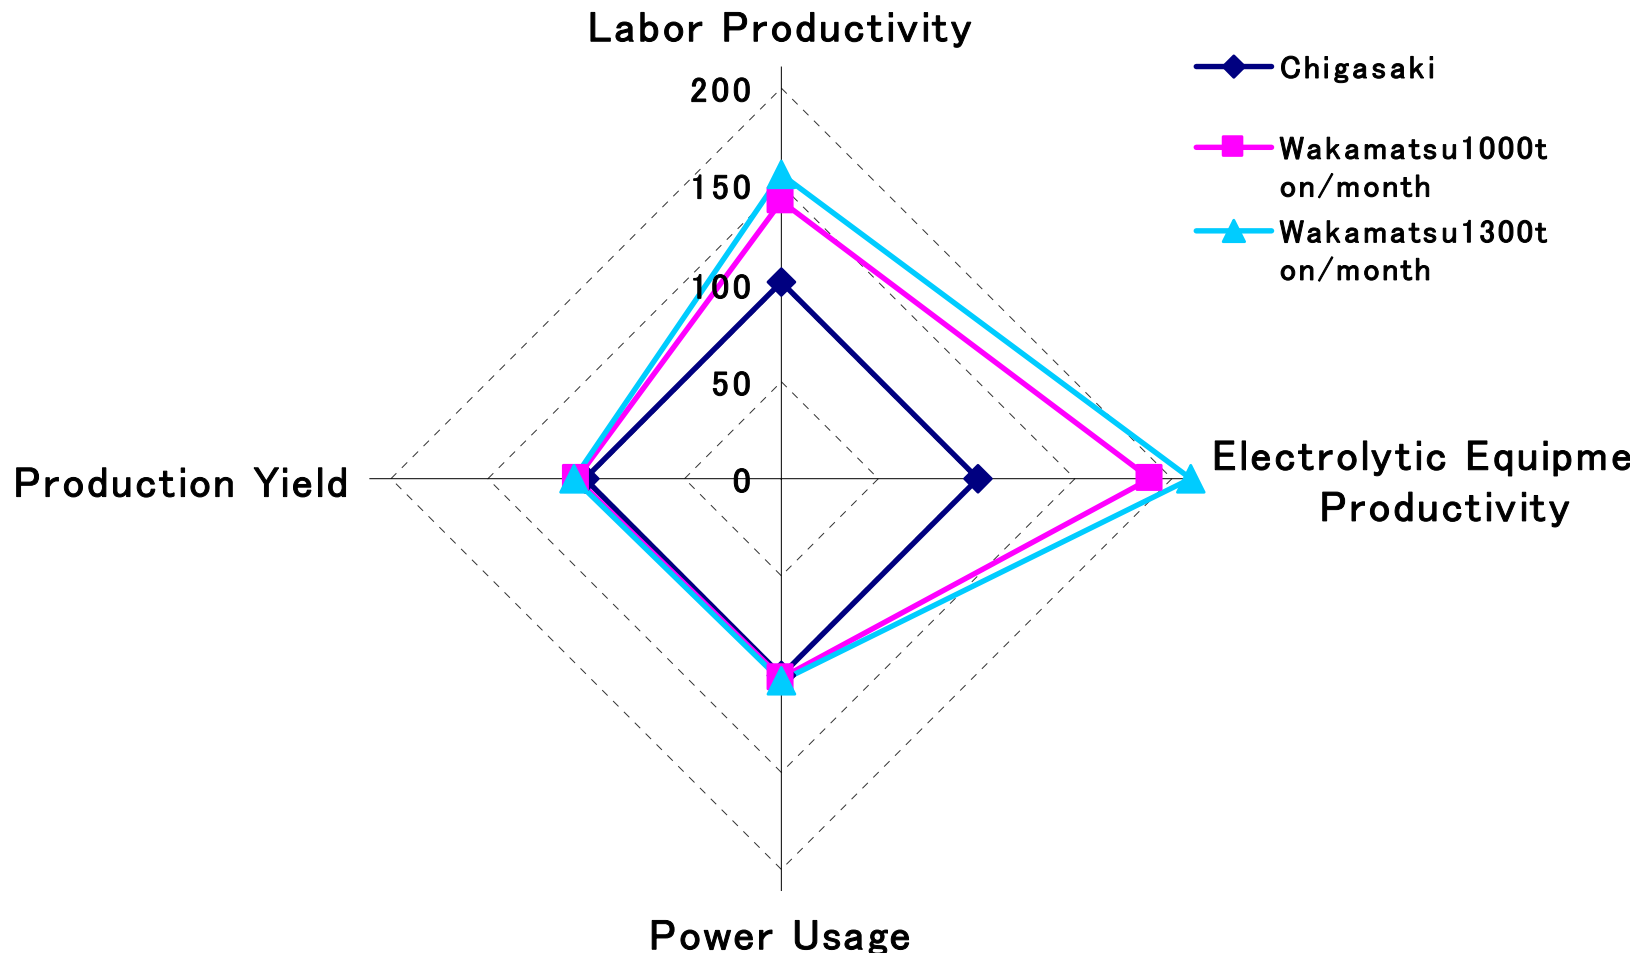 Labor Productivity
Chigasaki
Wakamatsu1000t
on/month
Wakamatsu1300t
on/month
200
150
100
50
0
Electrolytic Equipme
Productivity
Production Yield
Power Usage